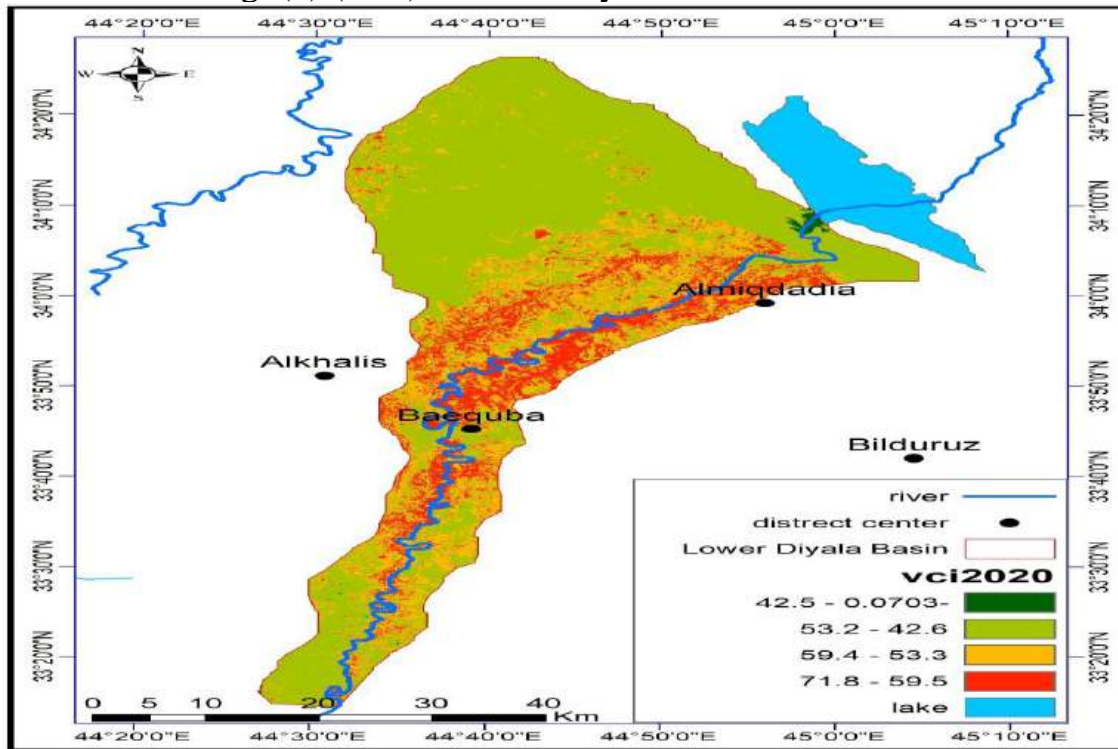 44°20'0"E 44°30'0"E 44°40'0"E 44°50'0"E 45°0'0"E 45°10'0"E
N
W E
S
34°20'0"N 34°20'0"N
34°10'0"N 34°10'0"N
34°0'0"N 34°0'0"N
Almiqdadia
Alkhalis
33°50'0"N 33°50'0"N
Baequba
Bilduruz
33°40'0"N 33°40'0"N
river
distrect center
Lower Diyala Basin
33°30'0"N 33°30'0"N
vci2020
42.5 - 0.0703-
53.2 - 42.6
59.4 - 53.3
33°20'0"N 33°20'0"N
71.8 - 59.5
lake
0 5 10 20 30 40
Km
44°20'0"E 44°30'0"E 44°40'0"E 44°50'0"E 45°0'0"E 45°10'0"E